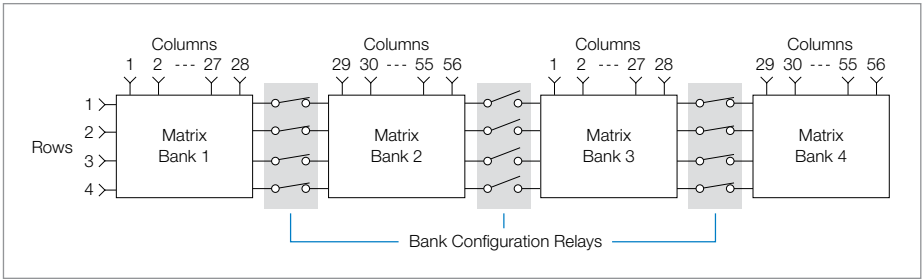 Columns Columns Columns Columns
1 2 --- 27 28 29 30 --- 55 56 1 2 --- 27 28 29 30 --- 55 56
1
2
Rows
3
4
Matrix
Bank 1
Matrix
Bank 2
Matrix
Bank 3
Matrix
Bank 4
Bank Configuration Relays